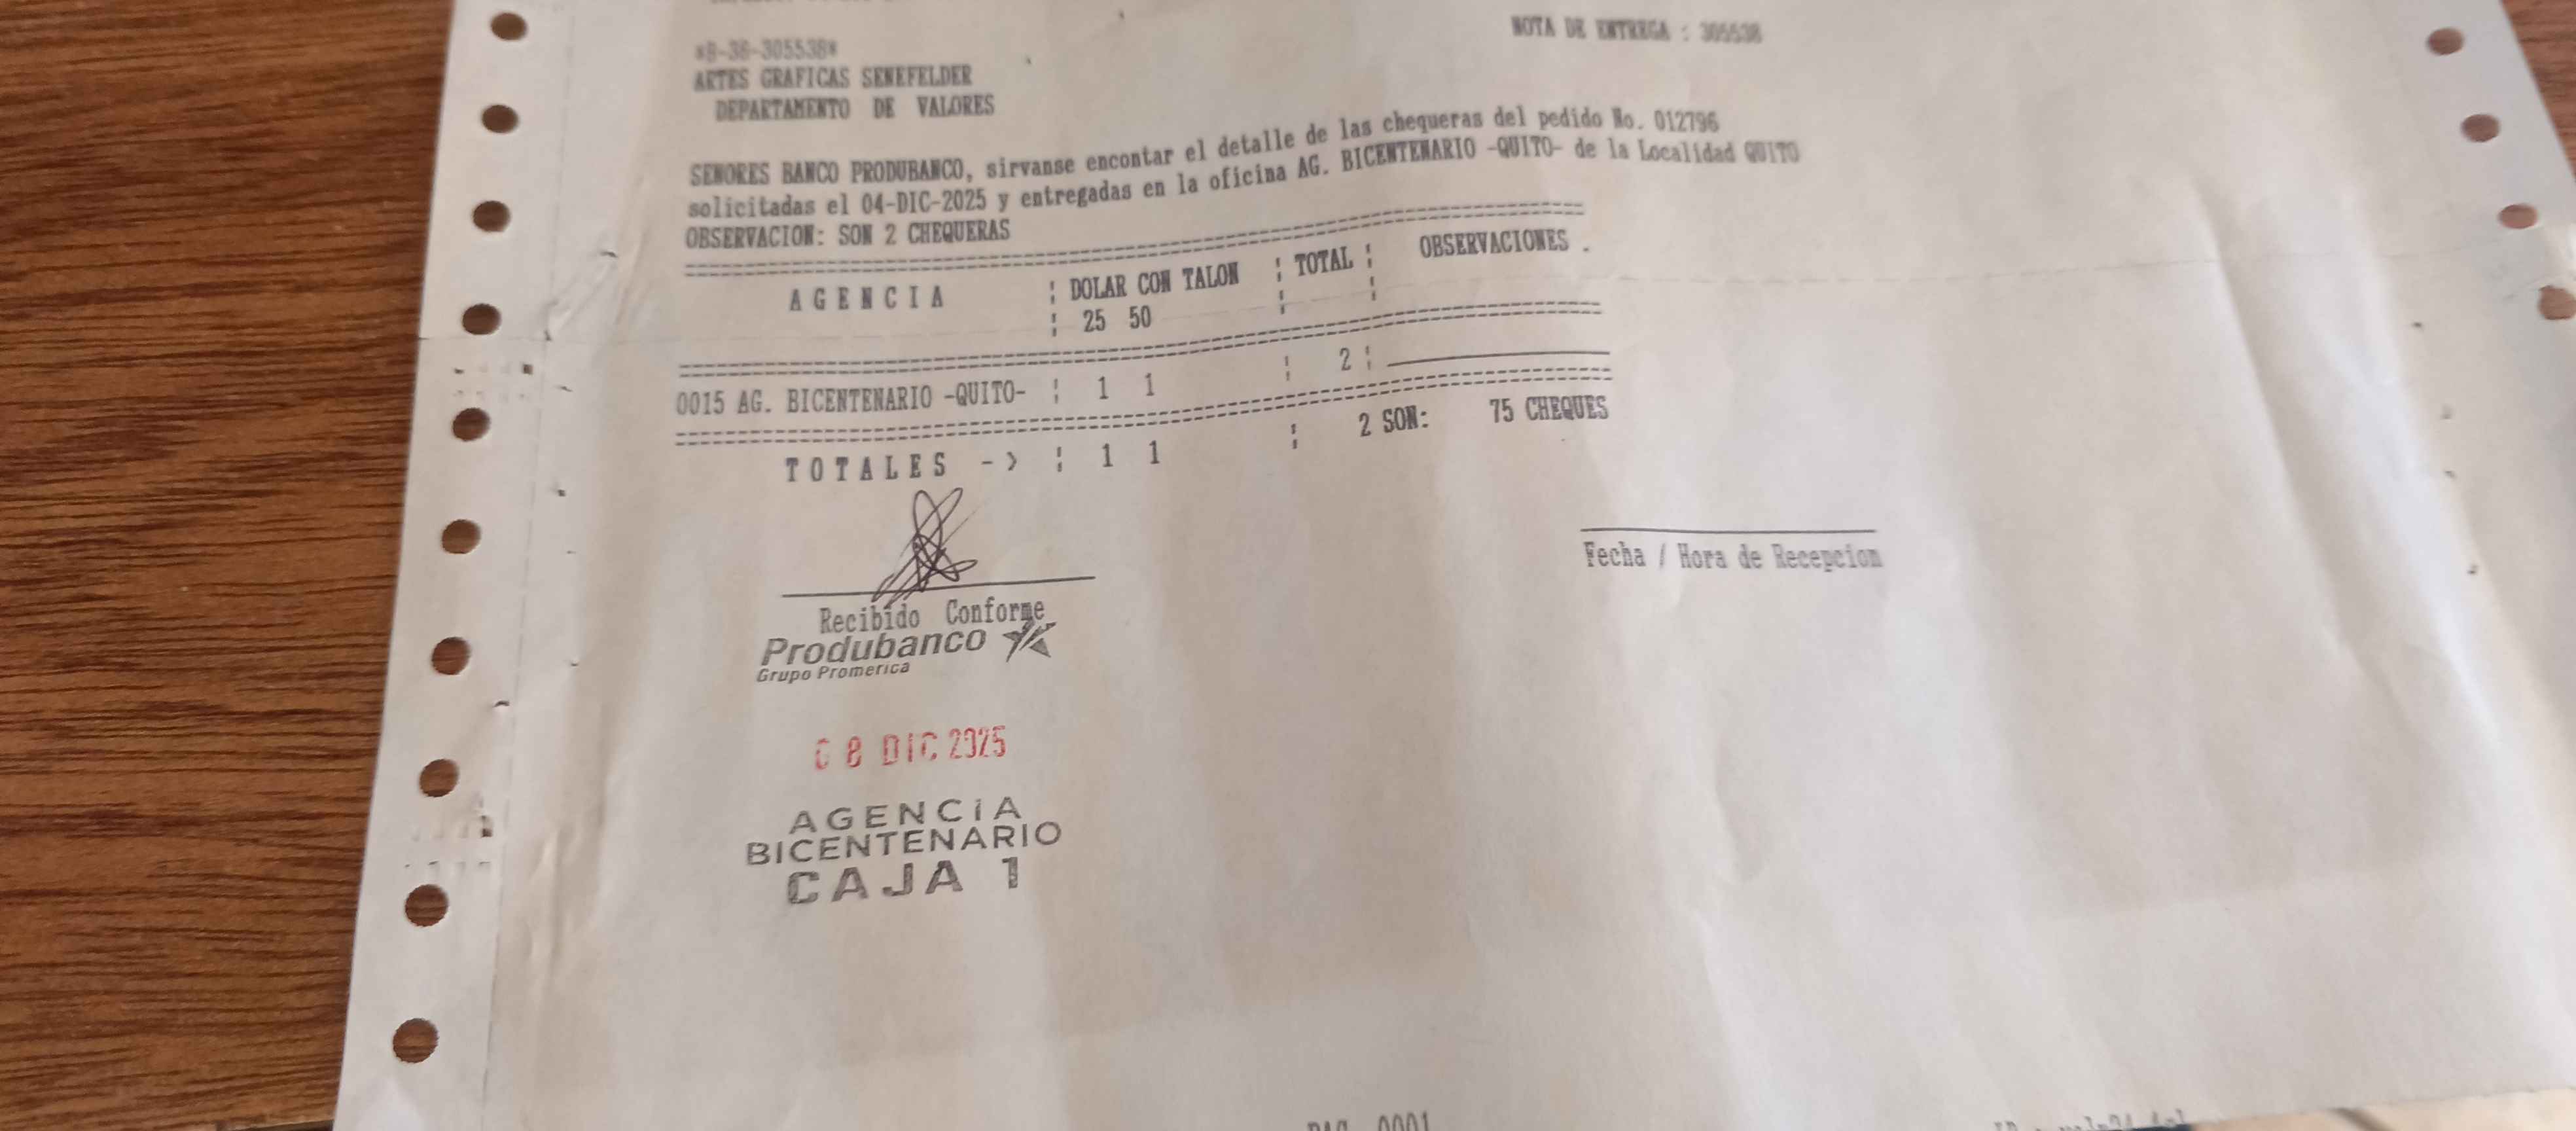 NOTA DE ENTREGA : 305538
*B-36-305538*
ARTES GRAFICAS SENEFELDER
DEPARTAMENTO DE VALORES
SENORES BANCO PRODUBANCO, sirvanse encontar el detalle de las chequeras del pedido No. 012796
solicitadas el 04-DIC-2025 y entregadas en la oficina AG. BICENTENARIO -QUITO- de la Localidad QUITO
OBSERVACION: SON 2 CHEQUERAS
A G E N C I A ¦ DOLAR CON TALON ¦ TOTAL ¦ OBSERVACIONES
¦ 25 50 ¦ ¦
0015 AG. BICENTENARIO -QUITO- ¦ 1 1 ¦ 2 ¦
T O T A L E S -> ¦ 1 1 ¦ 2 SON: 75 CHEQUES
Recibido Conforme
Fecha / Hora de Recepcion
Produbanco
Grupo Promerica
08 DIC 2025
AGENCIA
BICENTENARIO
CAJA 1
PAG. 0001